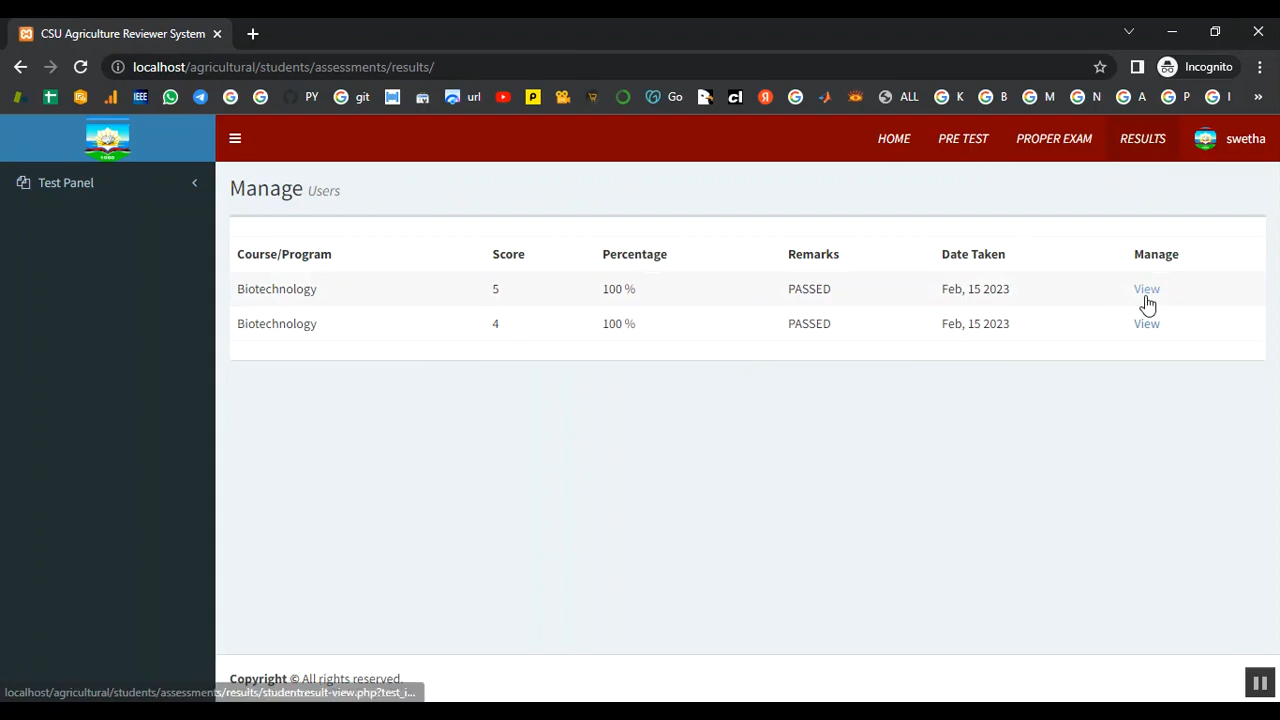 CSU Agriculture Reviewer System
localhost/agricultural/students/assessments/results/
Incognito
IEEE PY git url Go cl ALL K B M N A P I »
HOME PRE TEST PROPER EXAM RESULTS swetha
Test Panel
Manage Users
Course/Program Score Percentage Remarks Date Taken Manage
Biotechnology 5 100 % PASSED Feb, 15 2023 View
Biotechnology 4 100 % PASSED Feb, 15 2023 View
Copyright © All rights reserved.
localhost/agricultural/students/assessments/results/studentresult-view.php?test_i...